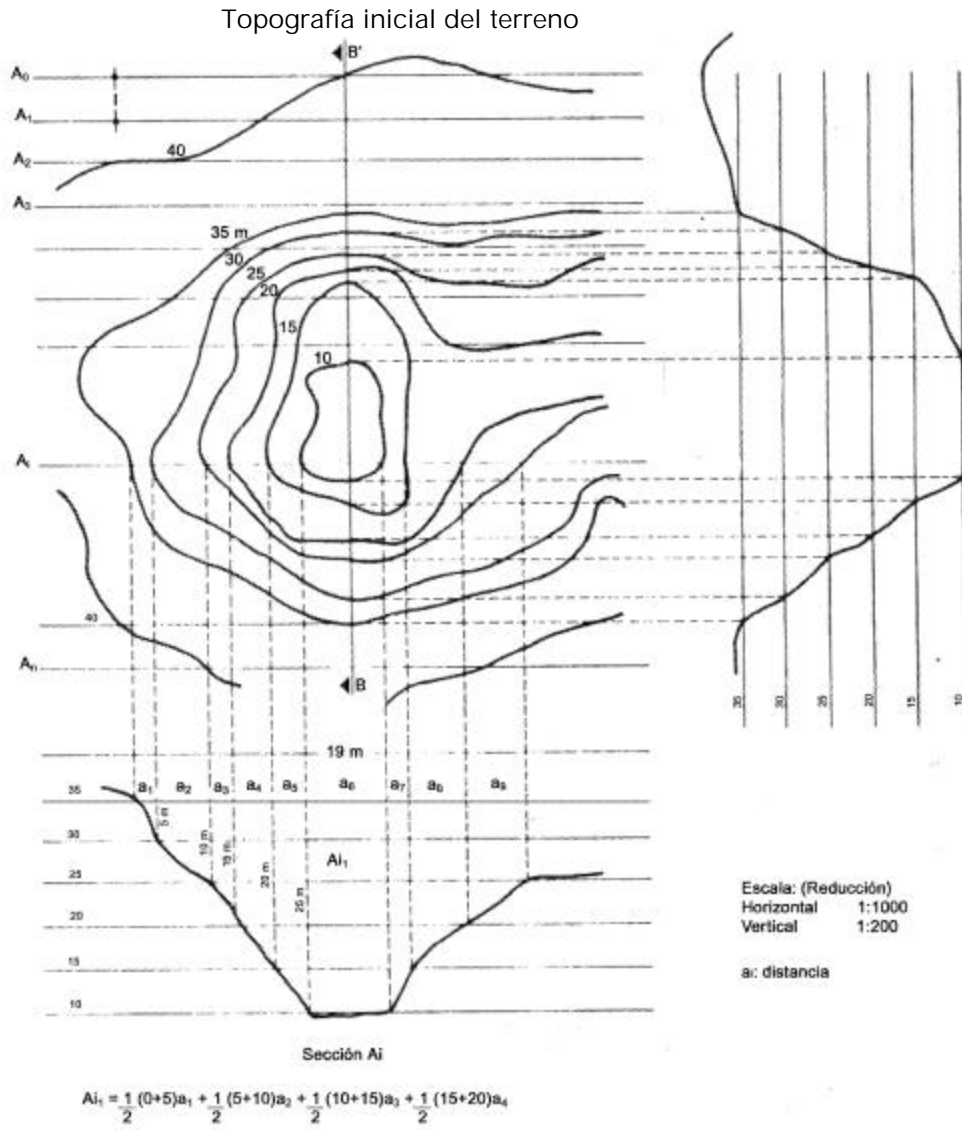 Topografía inicial del terreno
B'
A₀
A₁
40
A₂
A₃
35 m
30
25
20
15
10
Aᵢ
40
Aₙ
B
35
30
25
20
15
10
19 m
a₁ a₂ a₃ a₄ a₅ a₆ a₇ a₈ a₉
35
5 m
30
10 m
Ai₁
20 m
25
20
15
10
Escala: (Reducción)
Horizontal 1:1000
Vertical 1:200
aᵢ: distancia
Sección Ai
Ai₁ = 1/2 (0+5)a₁ + 1/2 (5+10)a₂ + 1/2 (10+15)a₃ + 1/2 (15+20)a₄